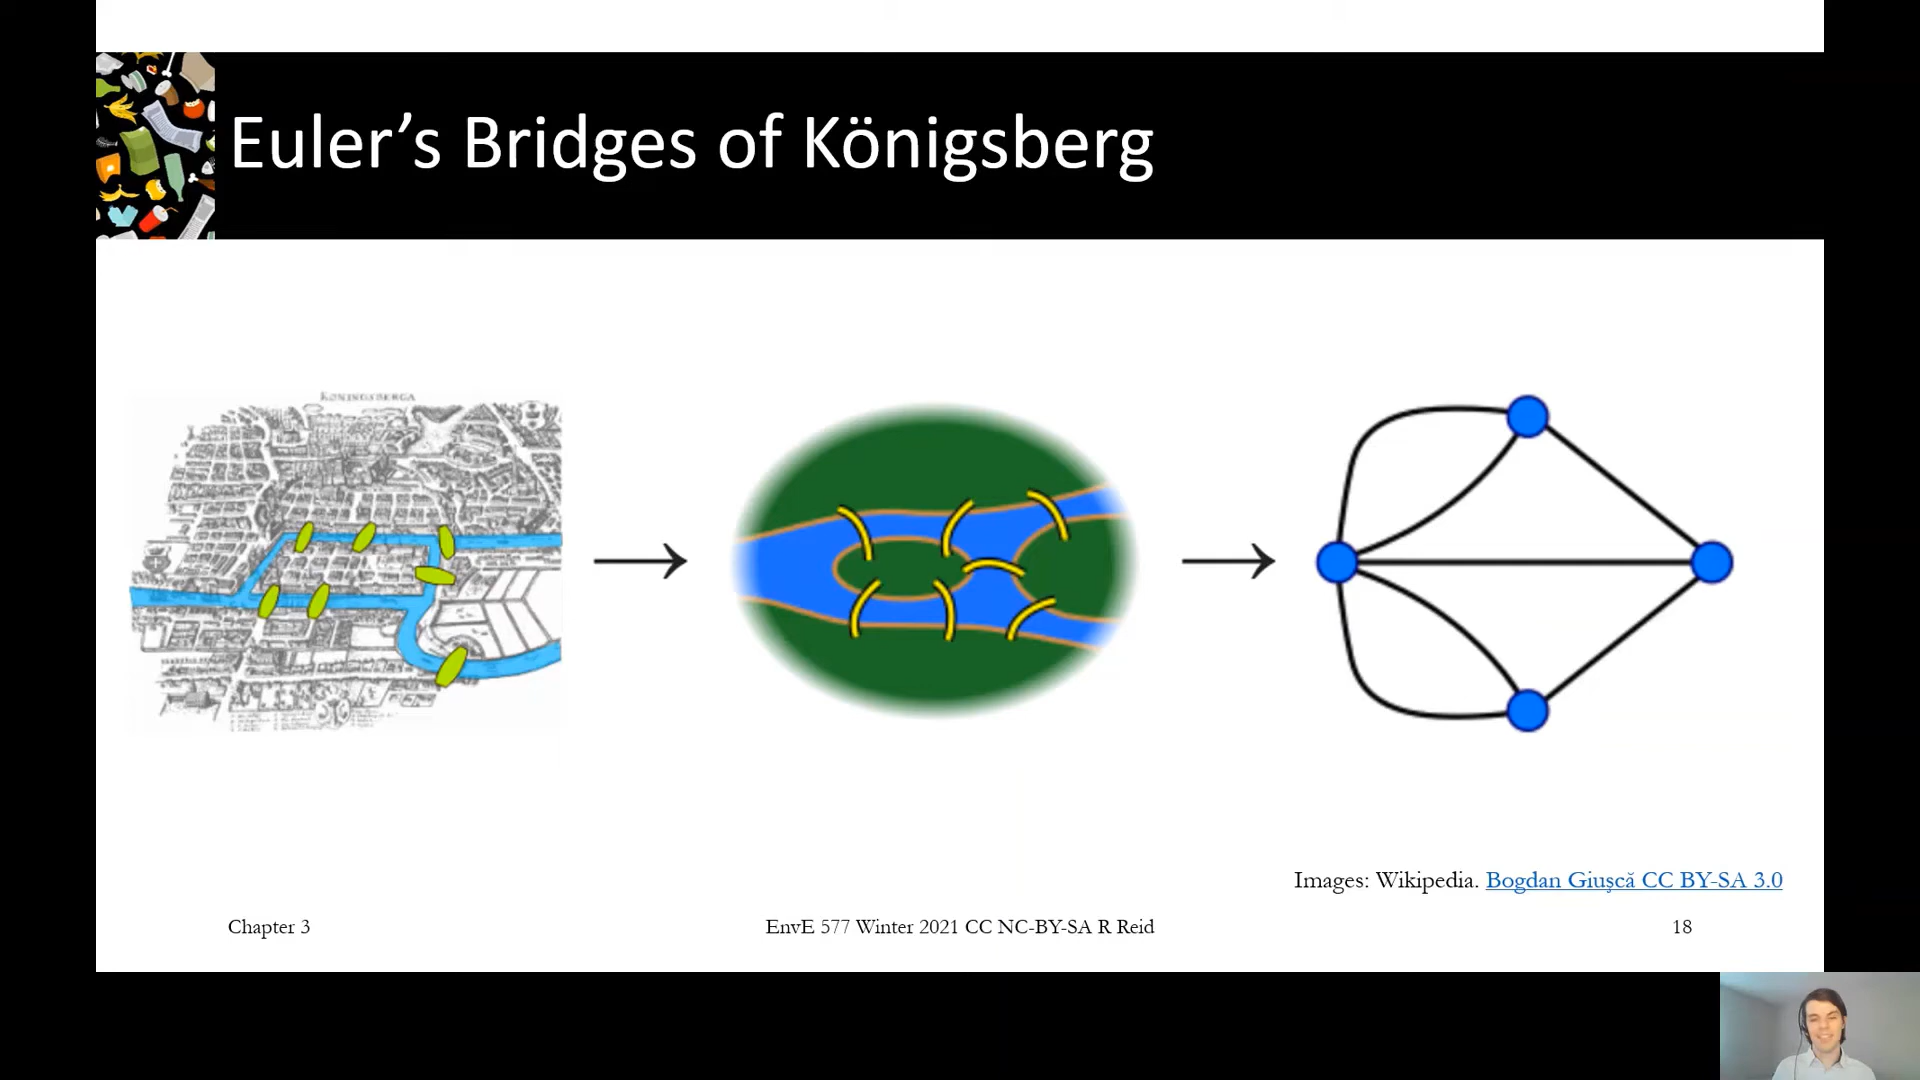 Euler’s Bridges of Königsberg
KONINGSBERGA
Images: Wikipedia. Bogdan Giuşcă CC BY-SA 3.0
Chapter 3
EnvE 577 Winter 2021 CC NC-BY-SA R Reid
18